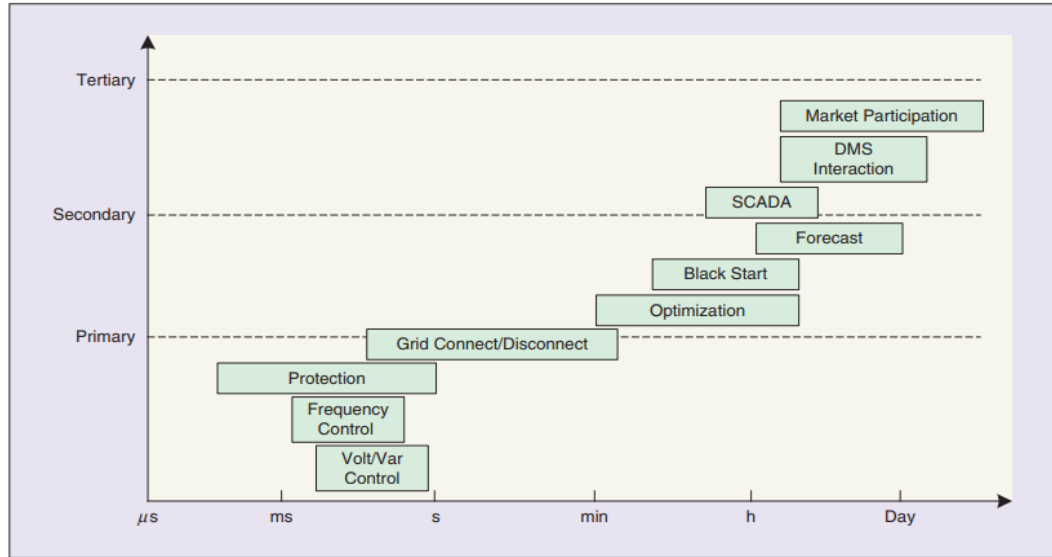 Tertiary
Market Participation
DMS
Interaction
SCADA
Secondary
Forecast
Black Start
Optimization
Primary
Grid Connect/Disconnect
Protection
Frequency
Control
Volt/Var
Control
μs
ms
s
min
h
Day